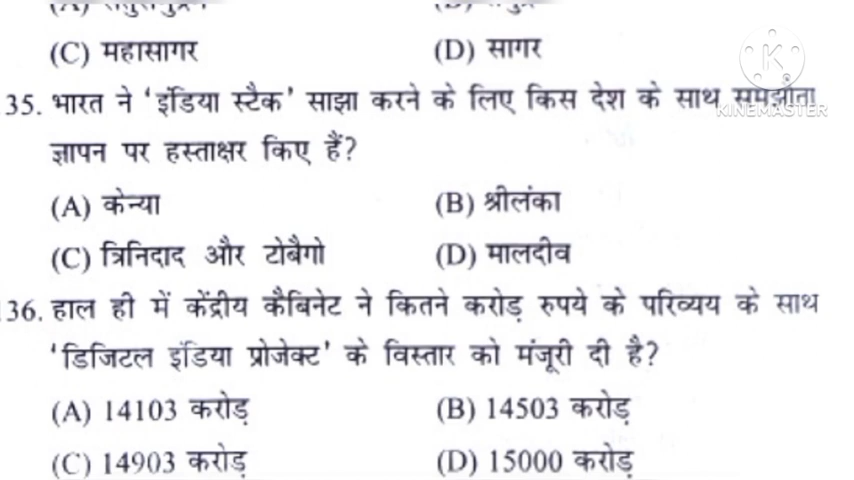 (C) महासागर (D) सागर
35. भारत ने 'इंडिया स्टैक' साझा करने के लिए किस देश के साथ समझौता
KINEMASTER
ज्ञापन पर हस्ताक्षर किए हैं?
(A) केन्या (B) श्रीलंका
(C) त्रिनिदाद और टोबैगो (D) मालदीव
36. हाल ही में केंद्रीय कैबिनेट ने कितने करोड़ रुपये के परिव्यय के साथ
'डिजिटल इंडिया प्रोजेक्ट' के विस्तार को मंजूरी दी है?
(A) 14103 करोड़ (B) 14503 करोड़
(C) 14903 करोड़ (D) 15000 करोड़